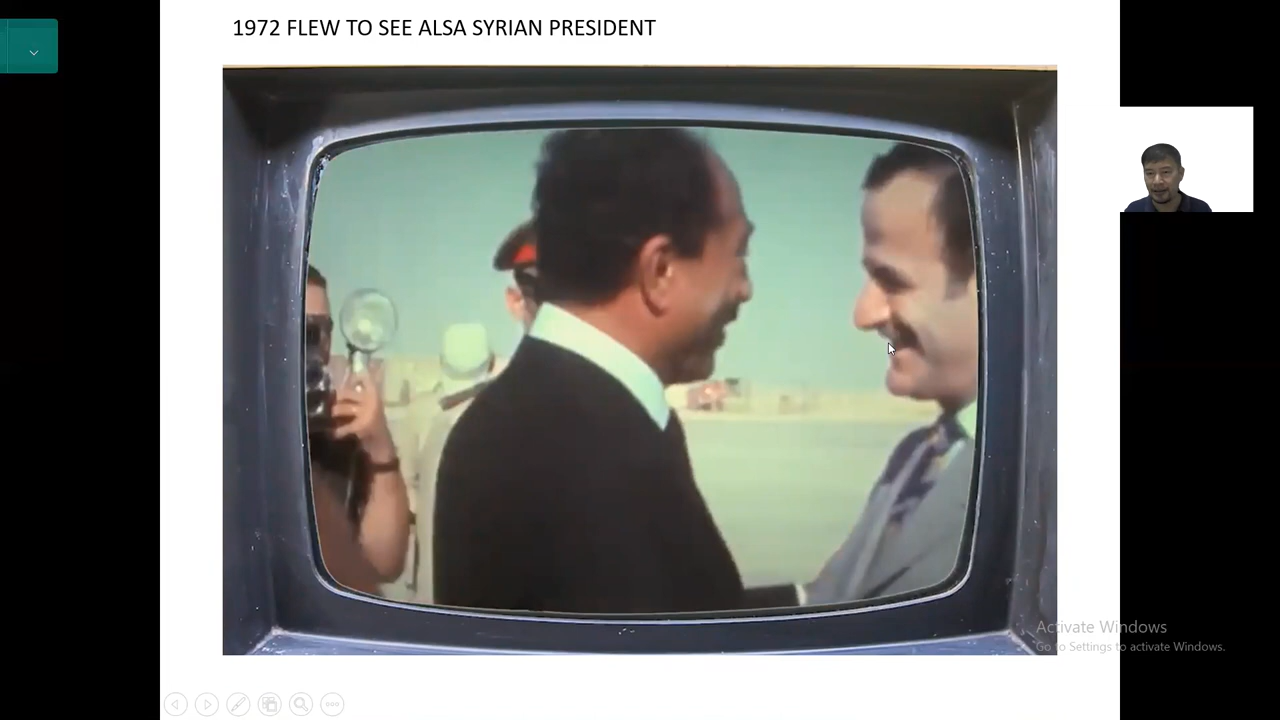 1972 FLEW TO SEE ALSA SYRIAN PRESIDENT
Activate Windows
Go to Settings to activate Windows.